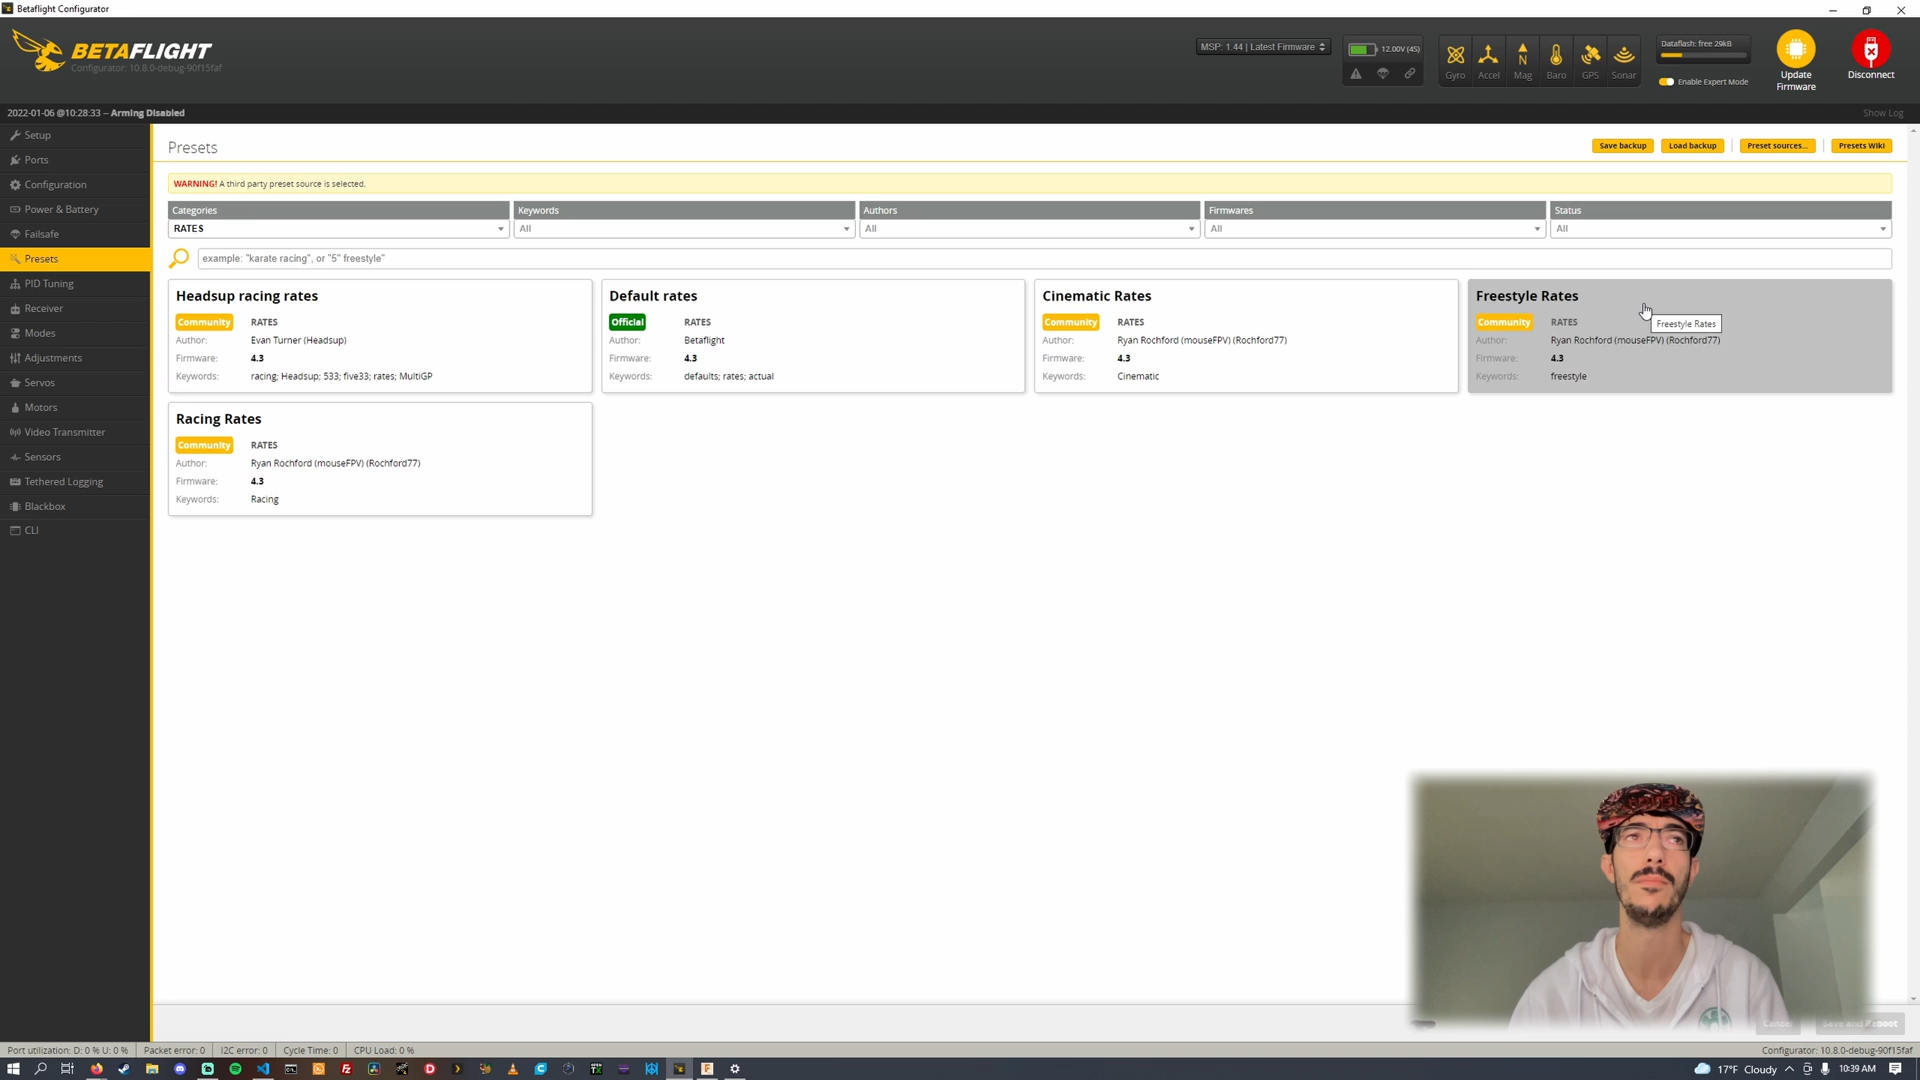 Betaflight Configurator
BETAFLIGHT
Configurator: 10.8.0-debug-90f15faf
MSP: 1.44 | Latest Firmware
12.00V (4S)
Gyro
Accel
Mag
Baro
GPS
Sonar
Dataflash: free 29kB
Enable Expert Mode
Update
Firmware
Disconnect
2022-01-06 @10:28:33 -- Arming Disabled
Show Log
Setup
Ports
Configuration
Power & Battery
Failsafe
Presets
PID Tuning
Receiver
Modes
Adjustments
Servos
Motors
Video Transmitter
Sensors
Tethered Logging
Blackbox
CLI
Presets
Save backup
Load backup
Preset sources...
Presets Wiki
WARNING! A third party preset source is selected.
Categories
Keywords
Authors
Firmwares
Status
RATES
All
All
All
All
example: "karate racing", or "5" freestyle"
Headsup racing rates
Community RATES
Author: Evan Turner (Headsup)
Firmware: 4.3
Keywords: racing; Headsup; 533; five33; rates; MultiGP
Default rates
Official RATES
Author: Betaflight
Firmware: 4.3
Keywords: defaults; rates; actual
Cinematic Rates
Community RATES
Author: Ryan Rochford (mouseFPV) (Rochford77)
Firmware: 4.3
Keywords: Cinematic
Freestyle Rates
Community RATES
Freestyle Rates
Author: Ryan Rochford (mouseFPV) (Rochford77)
Firmware: 4.3
Keywords: freestyle
Racing Rates
Community RATES
Author: Ryan Rochford (mouseFPV) (Rochford77)
Firmware: 4.3
Keywords: Racing
Cancel
Save and Reboot
Port utilization: D: 0 % U: 0 %
Packet error: 0
I2C error: 0
Cycle Time: 0
CPU Load: 0 %
Configurator: 10.8.0-debug-90f15faf
17°F Cloudy
10:39 AM